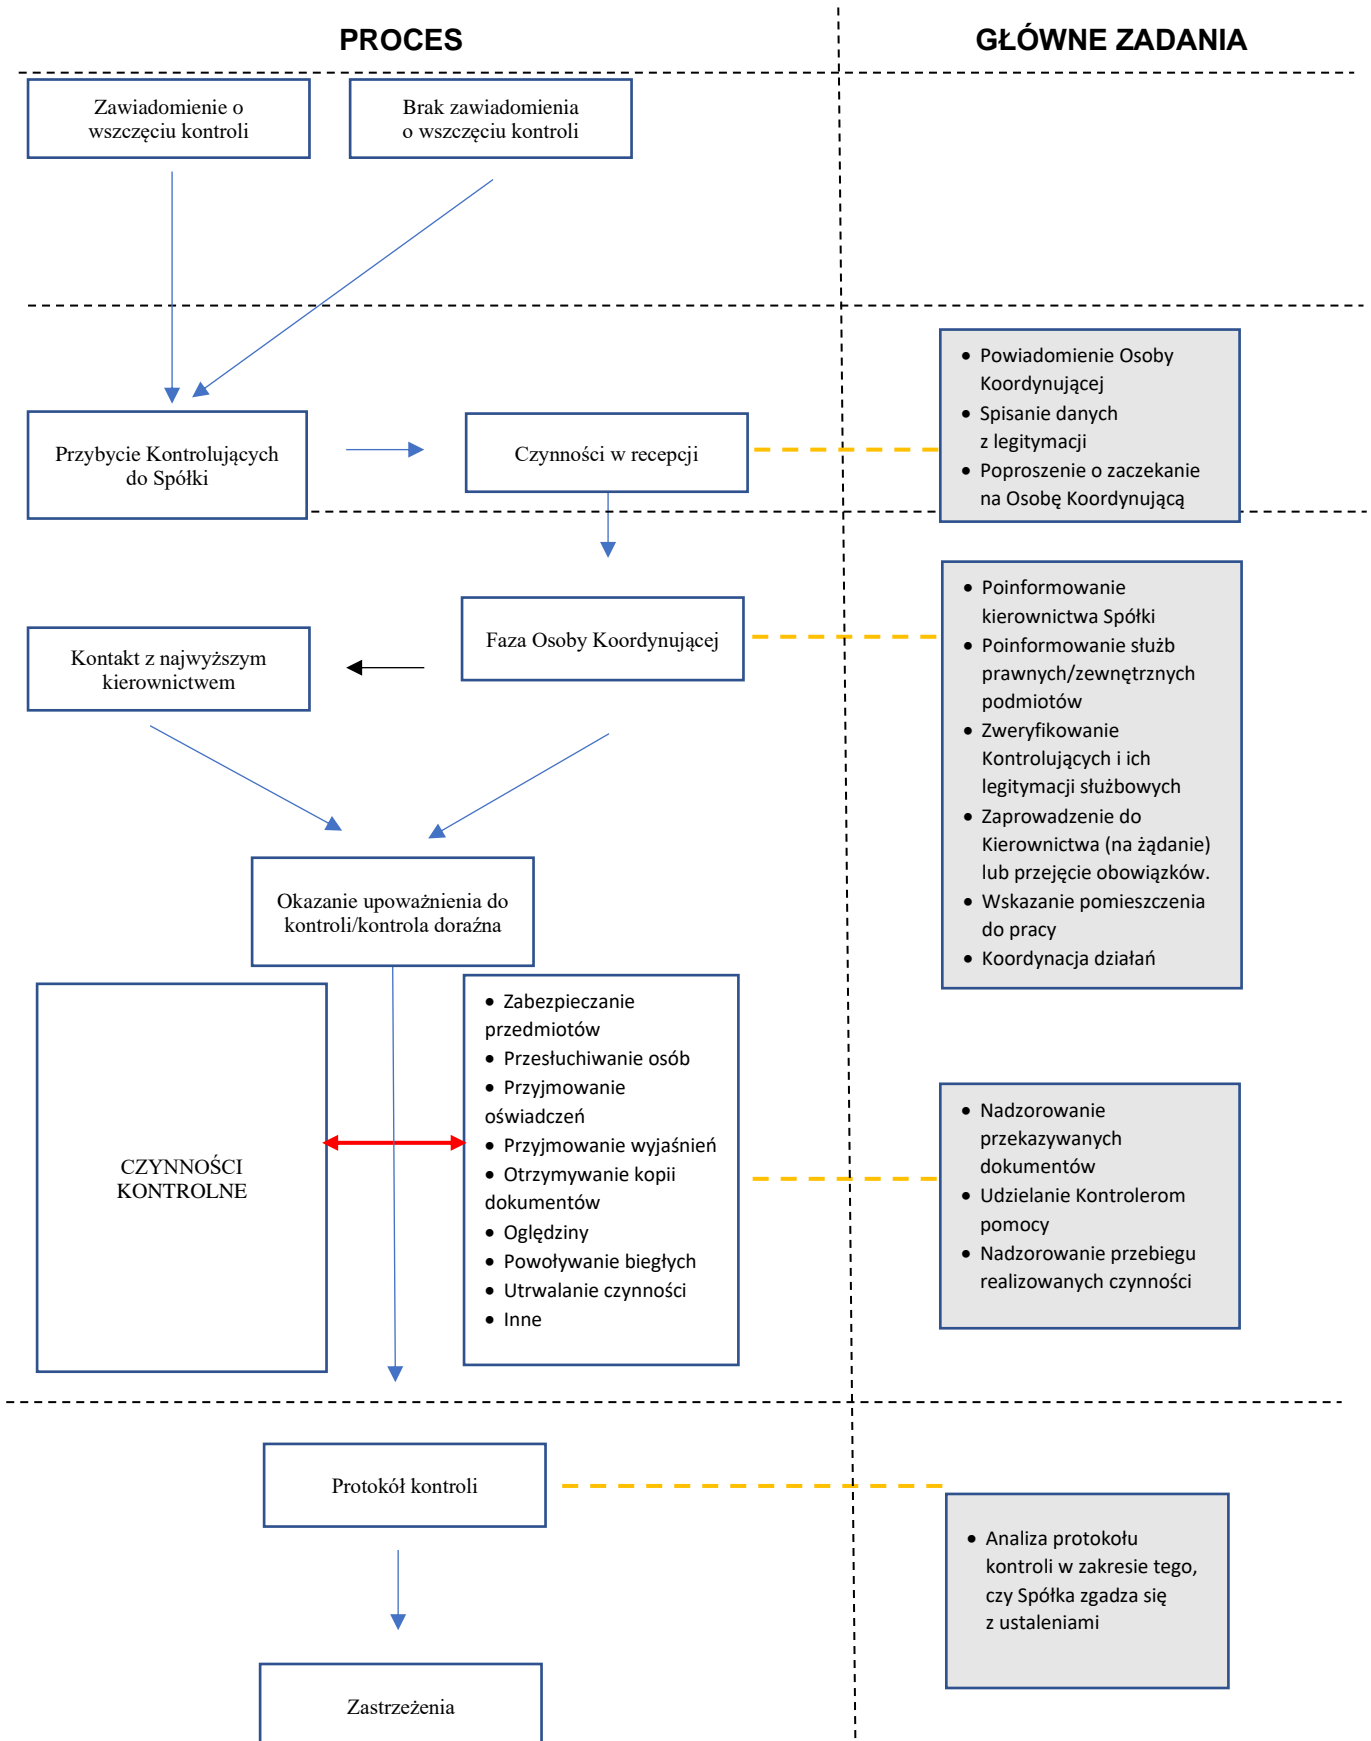 PROCES
GŁÓWNE ZADANIA
Zawiadomienie o
wszczęciu kontroli
Brak zawiadomienia
o wszczęciu kontroli
Przybycie Kontrolujących
do Spółki
Czynności w recepcji
• Powiadomienie Osoby
Koordynującej
• Spisanie danych
z legitymacji
• Poproszenie o zaczekanie
na Osobę Koordynującą
Kontakt z najwyższym
kierownictwem
Faza Osoby Koordynującej
• Poinformowanie
kierownictwa Spółki
• Poinformowanie służb
prawnych/zewnętrznych
podmiotów
• Zweryfikowanie
Kontrolujących i ich
legitymacji służbowych
• Zaprowadzenie do
Kierownictwa (na żądanie)
lub przejęcie obowiązków.
• Wskazanie pomieszczenia
do pracy
• Koordynacja działań
Okazanie upoważnienia do
kontroli/kontrola doraźna
CZYNNOŚCI
KONTROLNE
• Zabezpieczanie
przedmiotów
• Przesłuchiwanie osób
• Przyjmowanie
oświadczeń
• Przyjmowanie wyjaśnień
• Otrzymywanie kopii
dokumentów
• Oględziny
• Powoływanie biegłych
• Utrwalanie czynności
• Inne
• Nadzorowanie
przekazywanych
dokumentów
• Udzielanie Kontrolerom
pomocy
• Nadzorowanie przebiegu
realizowanych czynności
Protokół kontroli
• Analiza protokołu
kontroli w zakresie tego,
czy Spółka zgadza się
z ustaleniami
Zastrzeżenia